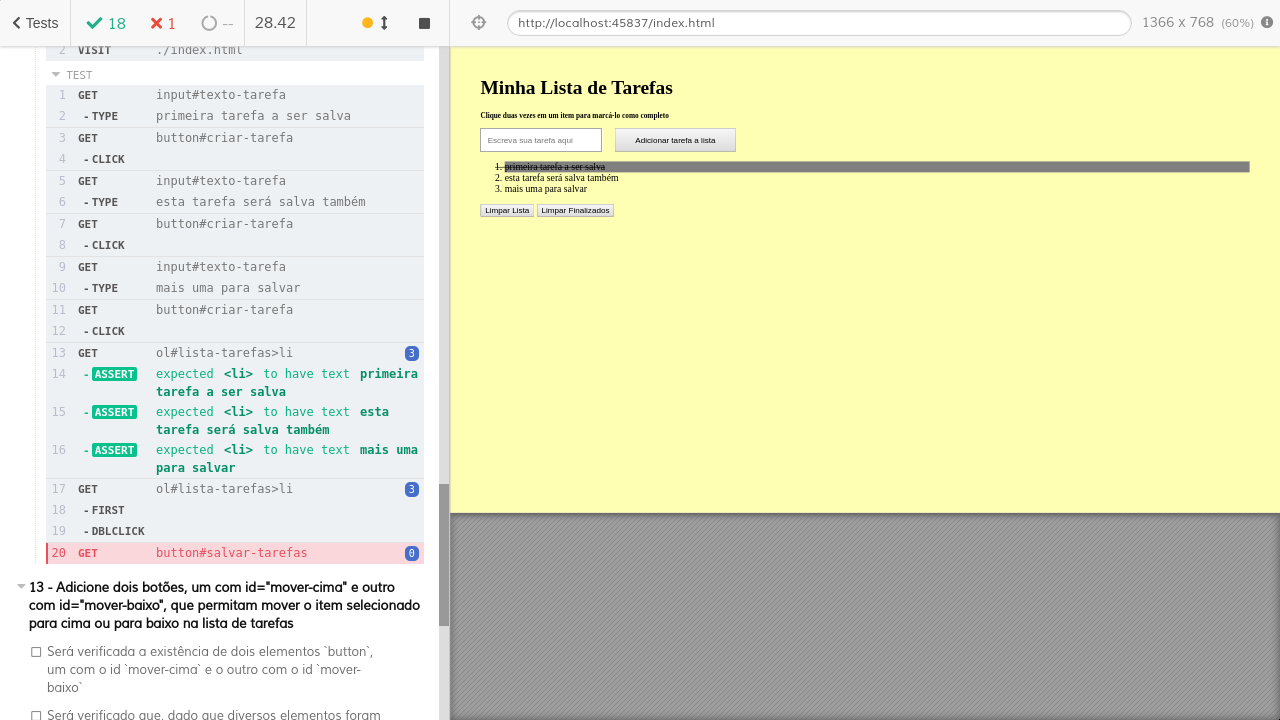 Tests 18 1 -- 28.42 http://localhost:45837/index.html 1366 x 768 (60%)
2 VISIT ./index.html
TEST
1 GET input#texto-tarefa
2 - TYPE primeira tarefa a ser salva
3 GET button#criar-tarefa
4 - CLICK
5 GET input#texto-tarefa
6 - TYPE esta tarefa será salva também
7 GET button#criar-tarefa
8 - CLICK
9 GET input#texto-tarefa
10 - TYPE mais uma para salvar
11 GET button#criar-tarefa
12 - CLICK
13 GET ol#lista-tarefas>li 3
14 - ASSERT expected <li> to have text primeira
tarefa a ser salva
15 - ASSERT expected <li> to have text esta
tarefa será salva também
16 - ASSERT expected <li> to have text mais uma
para salvar
17 GET ol#lista-tarefas>li 3
18 - FIRST
19 - DBLCLICK
20 GET button#salvar-tarefas 0
13 - Adicione dois botões, um com id="mover-cima" e outro
com id="mover-baixo", que permitam mover o item selecionado
para cima ou para baixo na lista de tarefas
Será verificada a existência de dois elementos `button`,
um com o id `mover-cima` e o outro com o id `mover-
baixo`
Será verificado que, dado que diversos elementos foram
Minha Lista de Tarefas
Clique duas vezes em um item para marcá-lo como completo
Escreva sua tarefa aqui Adicionar tarefa a lista
1. primeira tarefa a ser salva
2. esta tarefa será salva também
3. mais uma para salvar
Limpar Lista Limpar Finalizados